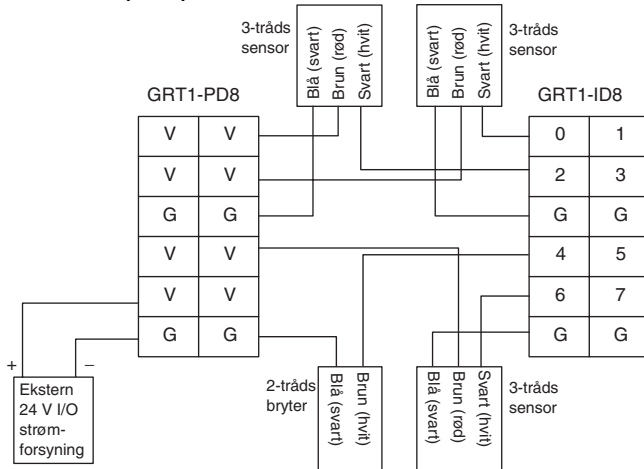 3-tråds
sensor
Blå (svart)
Brun (rød)
Svart (hvit)
Blå (svart)
Brun (rød)
Svart (hvit)
3-tråds
sensor
GRT1-PD8
V V
V V
G G
V V
V V
G G
GRT1-ID8
0 1
2 3
G G
4 5
6 7
G G
+ –
Ekstern
24 V I/O
strøm-
forsyning
2-tråds
bryter
Blå (svart)
Brun (hvit)
Blå (svart)
Brun (rød)
Svart (hvit)
3-tråds
sensor